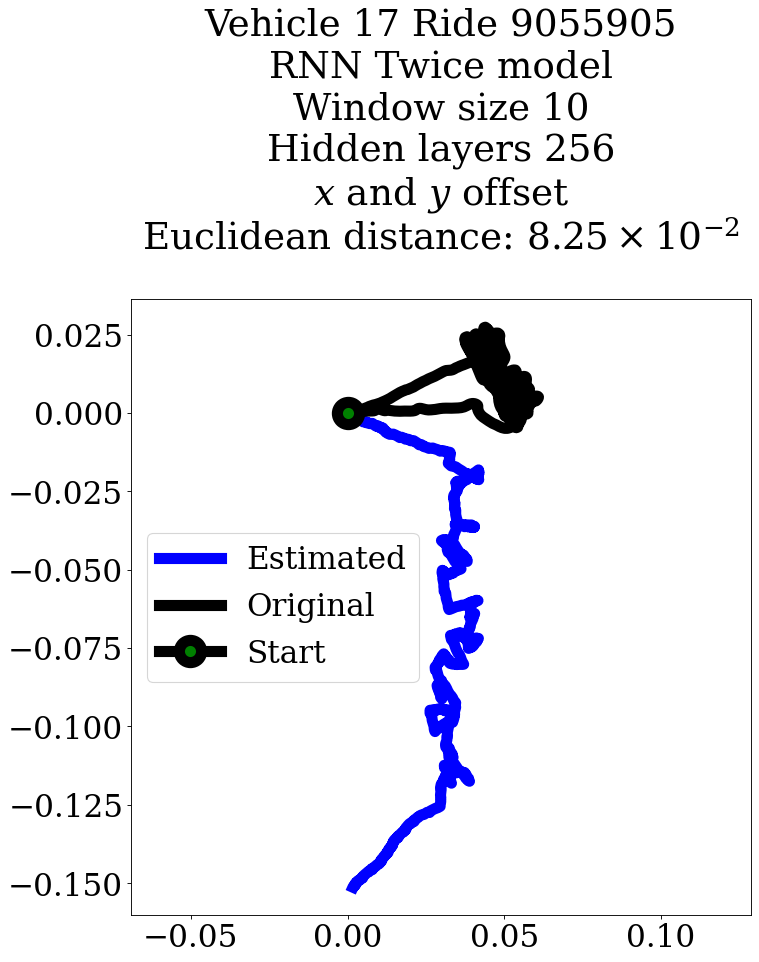 Vehicle 17 Ride 9055905
RNN Twice model
Window size 10
Hidden layers 256
x and y offset
Euclidean distance: 8.25 × 10⁻²
0.025
0.000
−0.025
−0.050
−0.075
−0.100
−0.125
−0.150
Estimated
Original
Start
−0.05
0.00
0.05
0.10